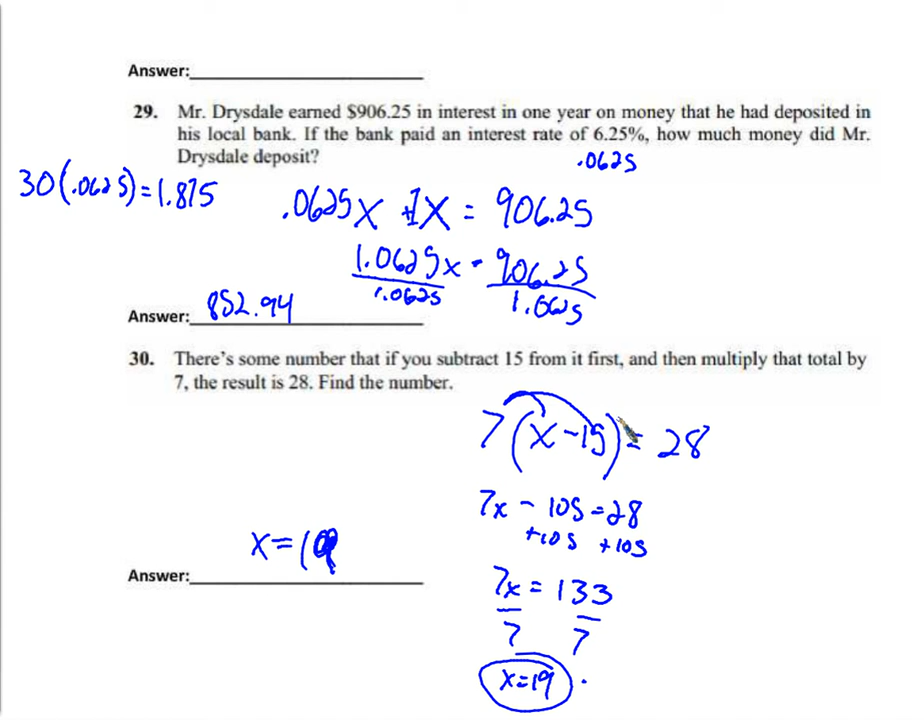 Answer:
29. Mr. Drysdale earned $906.25 in interest in one year on money that he had deposited in
his local bank. If the bank paid an interest rate of 6.25%, how much money did Mr.
Drysdale deposit?
.0625
30(.0625)=1.875
.0625x +1x = 906.25
1.0625x = 906.25
1.0625 1.0625
Answer: 852.94
30. There's some number that if you subtract 15 from it first, and then multiply that total by
7, the result is 28. Find the number.
7(x-15)=28
7x - 105 = 28
+105 +105
x=19
Answer:
7x = 133
7 7
x=19